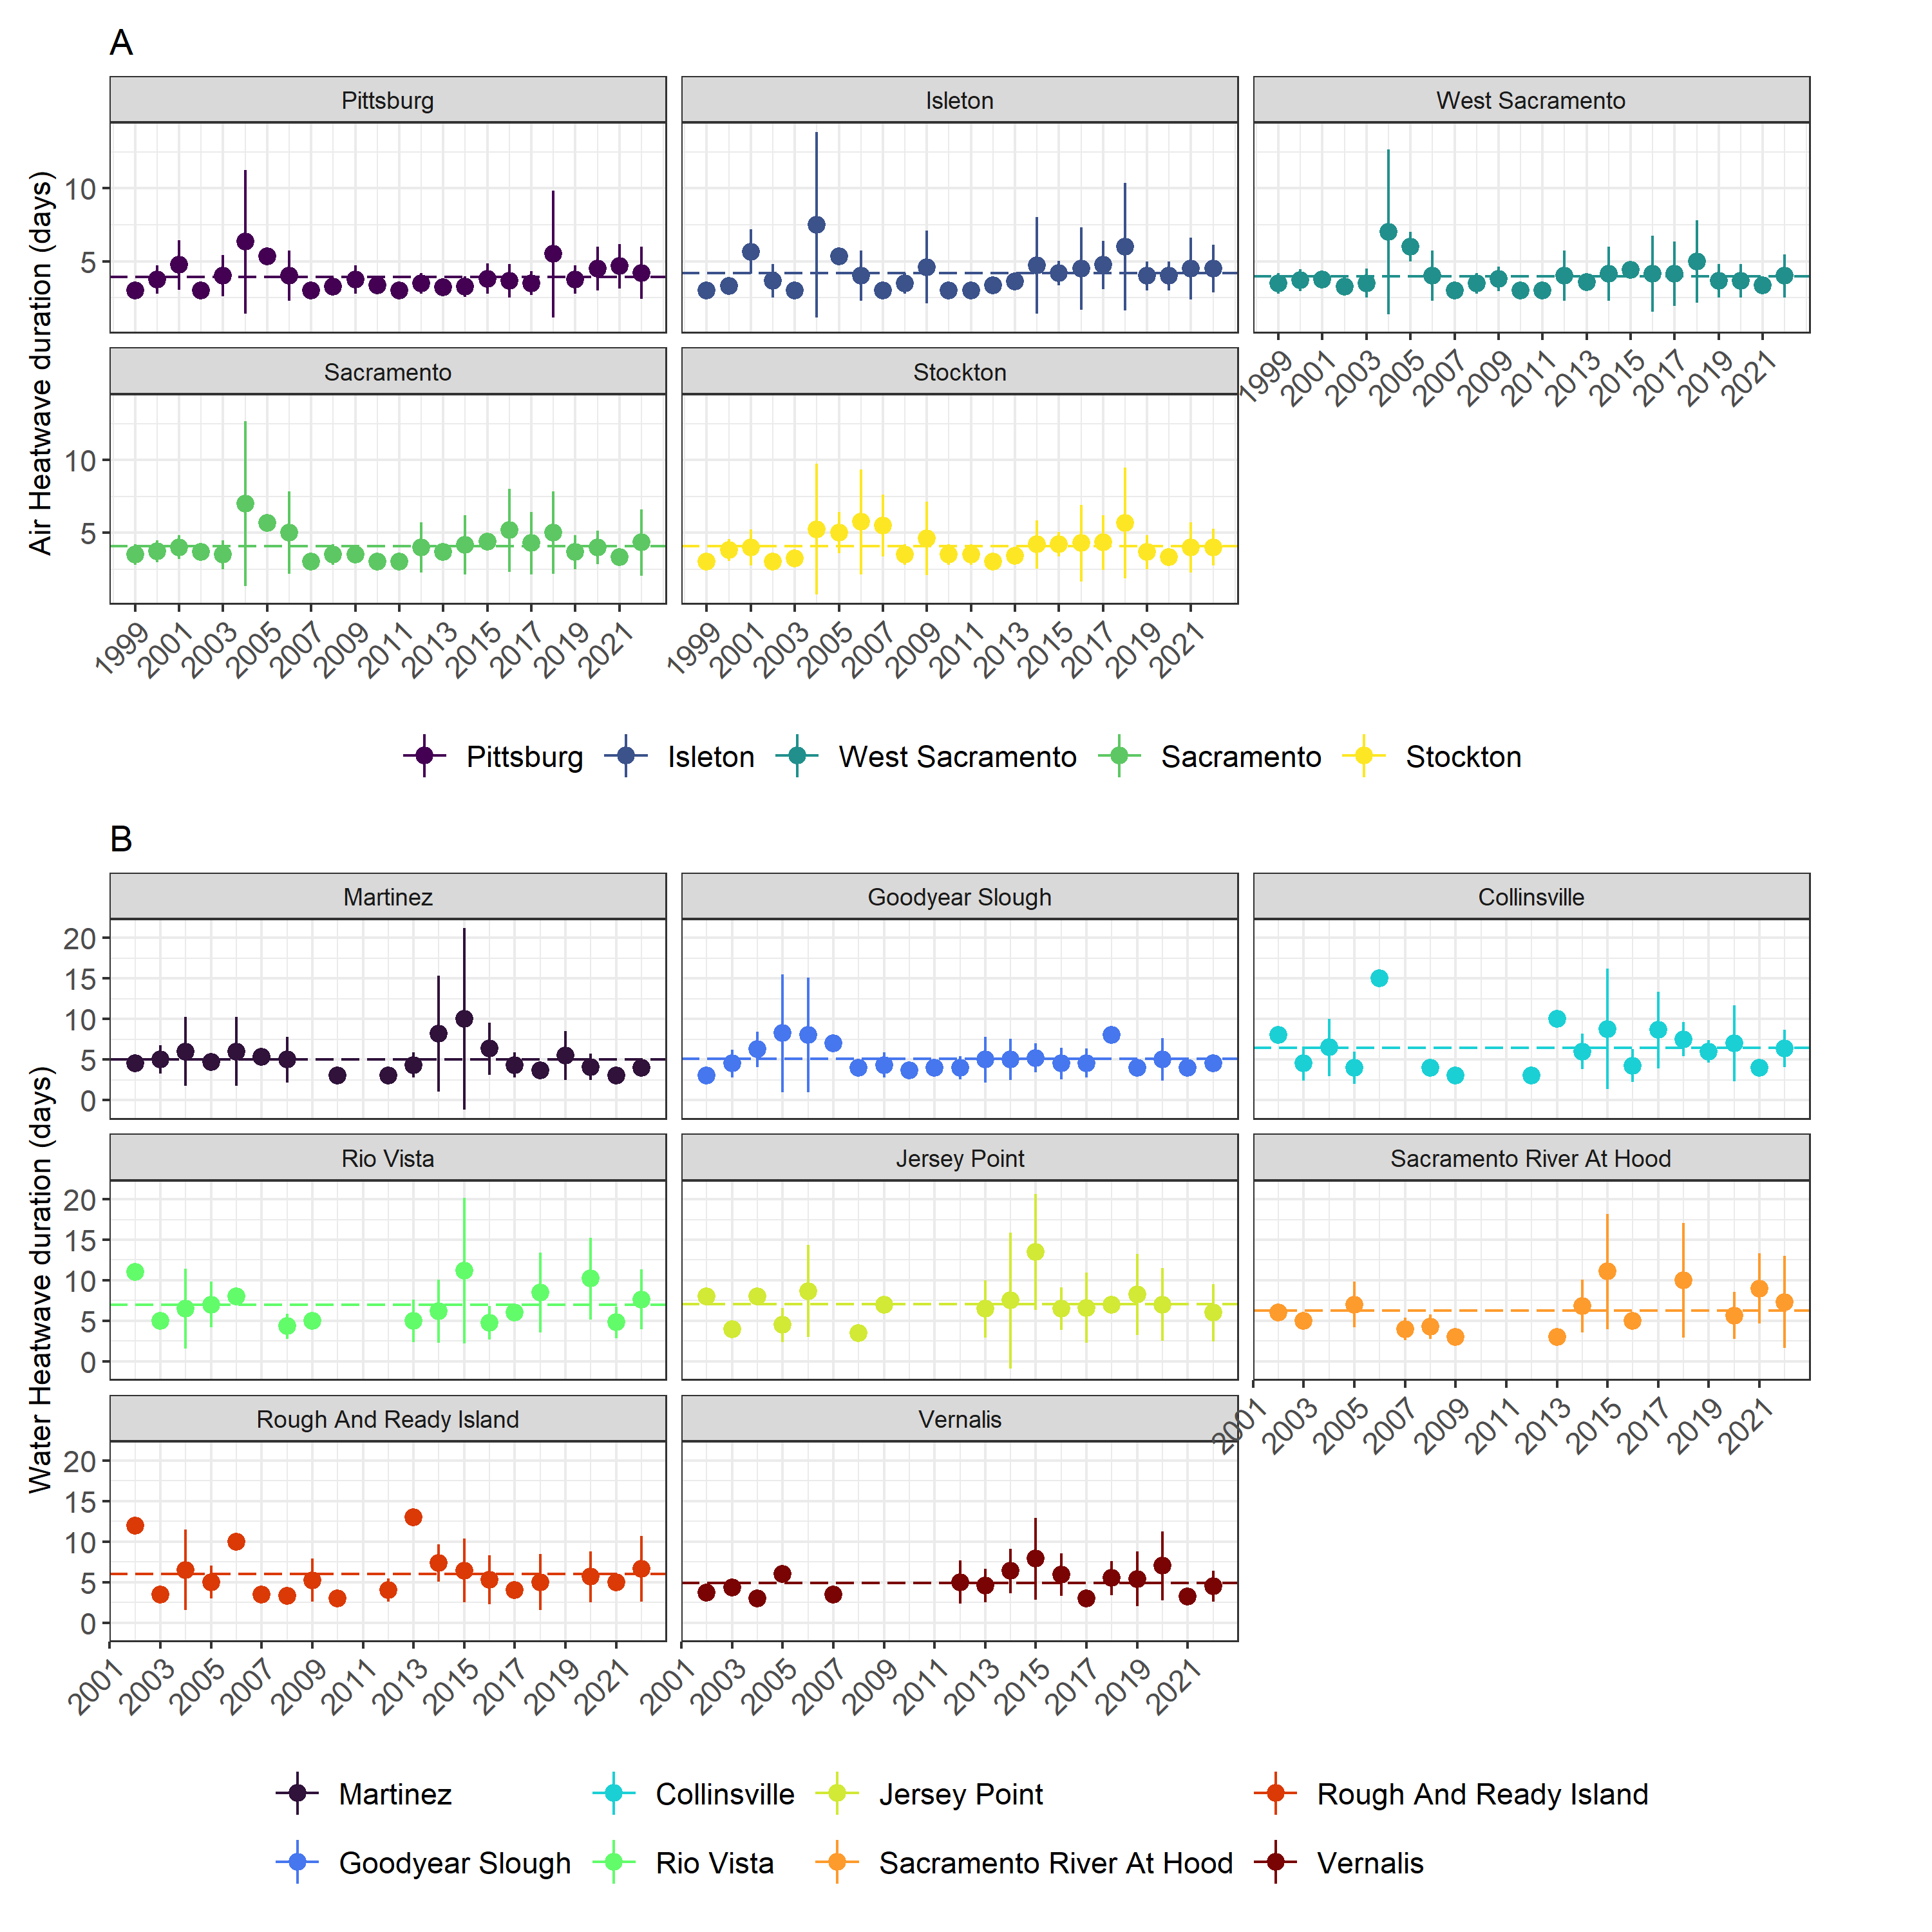 A
Pittsburg Isleton West Sacramento
10
5
1999 2001 2003 2005 2007 2009 2011 2013 2015 2017 2019 2021
Sacramento Stockton
10
5
1999 2001 2003 2005 2007 2009 2011 2013 2015 2017 2019 2021 1999 2001 2003 2005 2007 2009 2011 2013 2015 2017 2019 2021
Air Heatwave duration (days)
Pittsburg Isleton West Sacramento Sacramento Stockton
B
Martinez Goodyear Slough Collinsville
20
15
10
5
0
Rio Vista Jersey Point Sacramento River At Hood
20
15
10
5
0
2001 2003 2005 2007 2009 2011 2013 2015 2017 2019 2021
Rough And Ready Island Vernalis
20
15
10
5
0
2001 2003 2005 2007 2009 2011 2013 2015 2017 2019 2021 2001 2003 2005 2007 2009 2011 2013 2015 2017 2019 2021
Water Heatwave duration (days)
Martinez Collinsville Jersey Point Rough And Ready Island
Goodyear Slough Rio Vista Sacramento River At Hood Vernalis